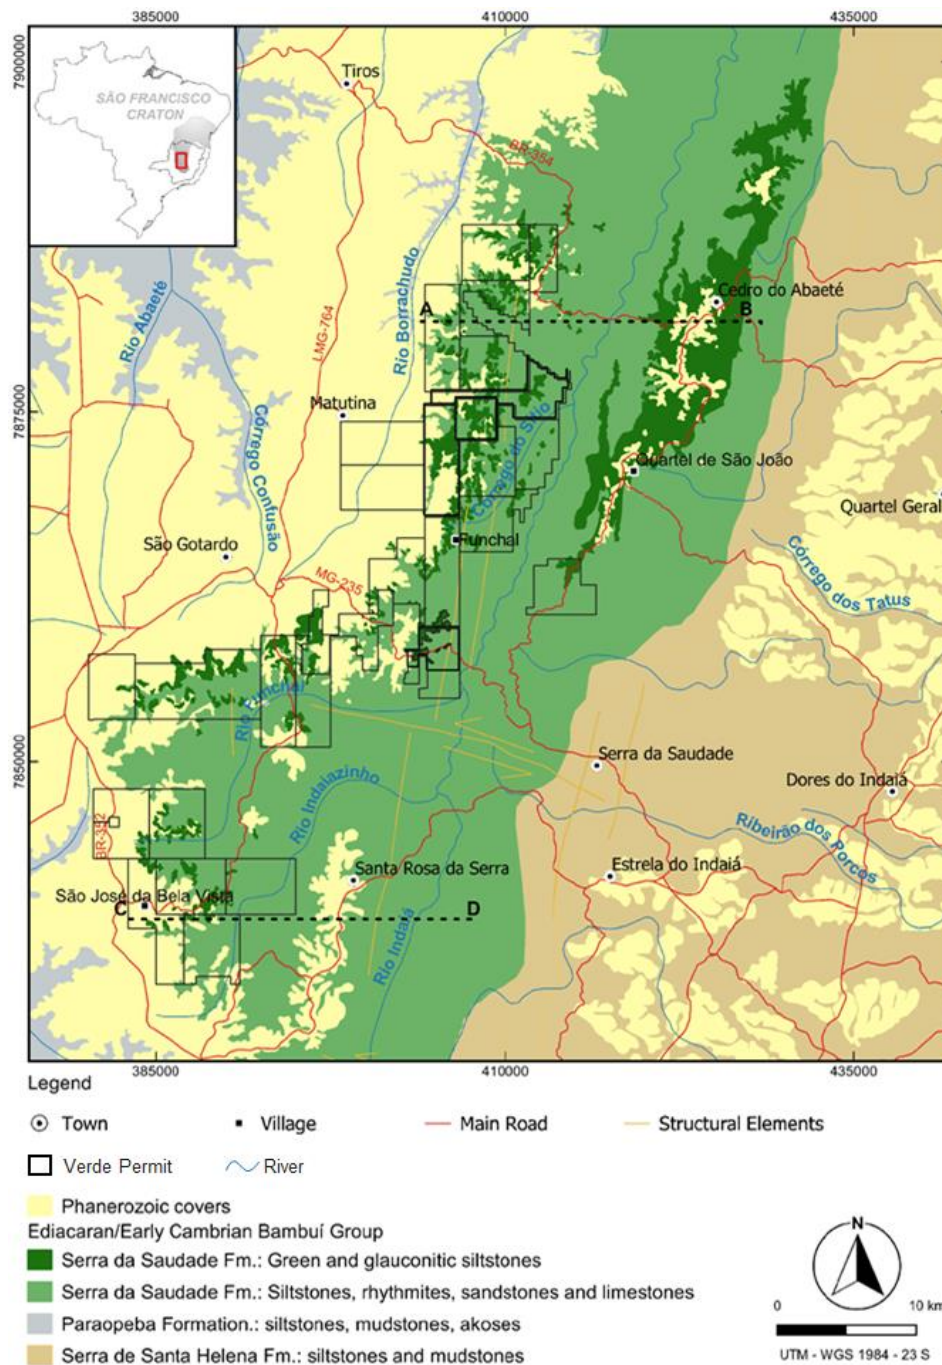 385000 410000 435000
7900000
7875000
7850000
SÃO FRANCISCO
CRATON
Tiros
BR-354
Rio Abaeté
LMG-764
Rio Borrachudo
Cedro do Abaeté
A B
Matutina
Córrego Confusão
Córrego do Sítio
Quartel de São João
Quartel Geral
São Gotardo
Funchal
MG-235
Córrego dos Tatus
Rio Funchal
Serra da Saudade
Rio Indaiazinho
Dores do Indaiá
Ribeirão dos Porcos
BR-352
Santa Rosa da Serra
Estrela do Indaiá
São José da Bela Vista
C D
Rio Indaiá
385000 410000 435000
Legend
Town Village Main Road Structural Elements
Verde Permit River
Phanerozoic covers
Ediacaran/Early Cambrian Bambuí Group
Serra da Saudade Fm.: Green and glauconitic siltstones
Serra da Saudade Fm.: Siltstones, rhythmites, sandstones and limestones
Paraopeba Formation.: siltstones, mudstones, akoses
Serra de Santa Helena Fm.: siltstones and mudstones
N
0 10 km
UTM - WGS 1984 - 23 S